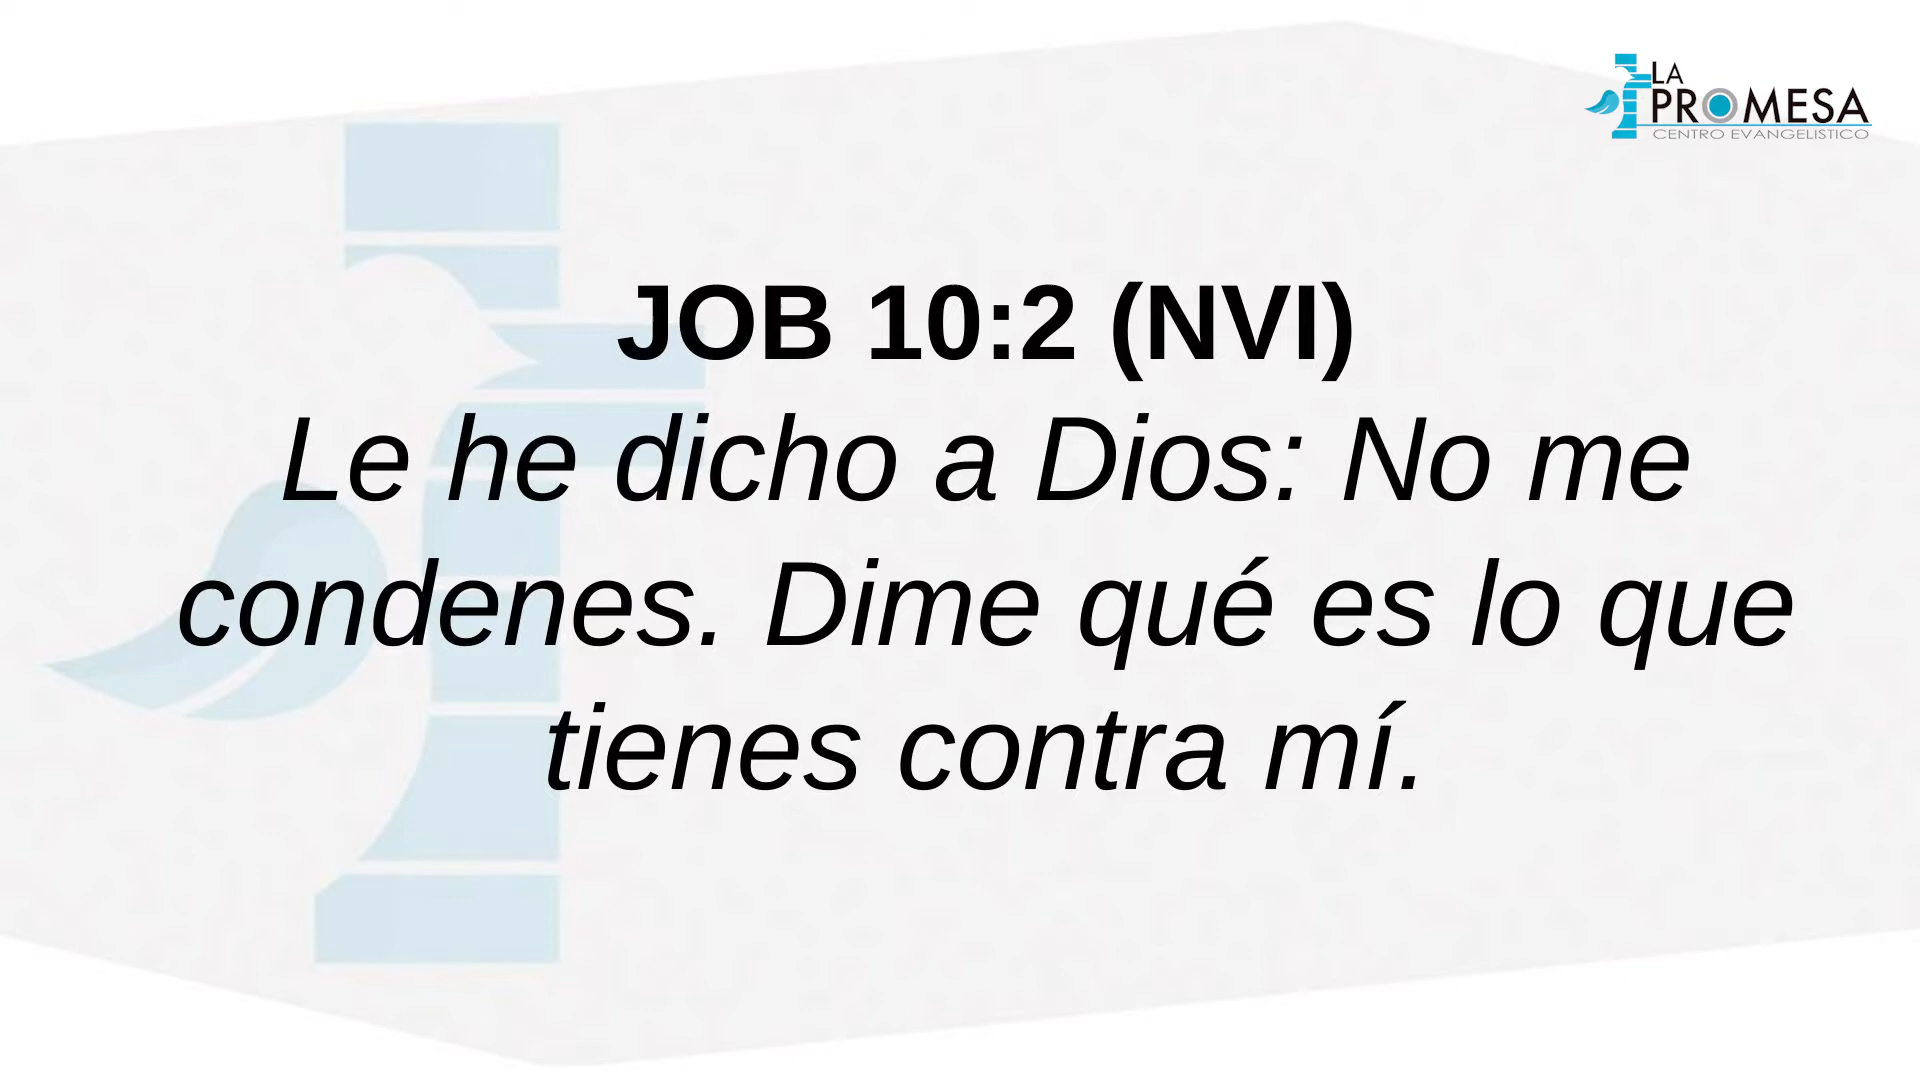 LA
PROMESA
CENTRO EVANGELISTICO
JOB 10:2 (NVI)
Le he dicho a Dios: No me
condenes. Dime qué es lo que
tienes contra mí.